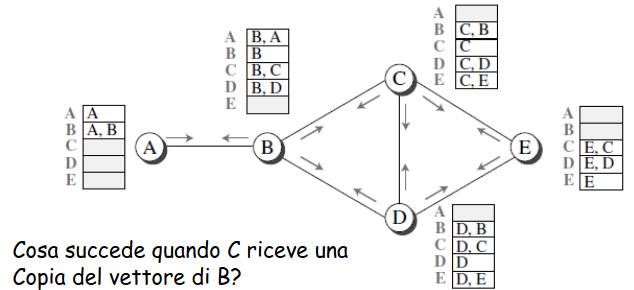 A
B C, B
C C
D C, D
E C, E
A B, A
B B
C B, C
D B, D
E
A A
B A, B
C
D
E
A
B
C
D
E
A
B
C E, C
D E, D
E E
A
B D, B
C D, C
D D
E D, E
Cosa succede quando C riceve una
Copia del vettore di B?